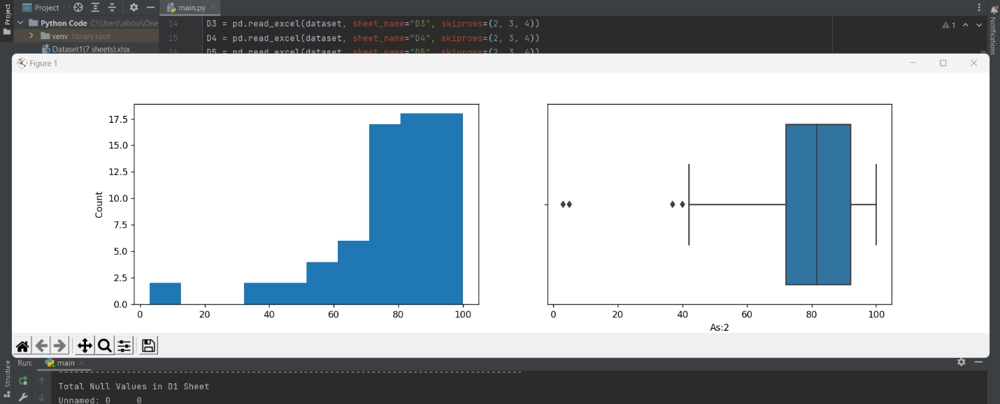 Project
Project
main.py
Python Code C:\Users\abdul\One
venv library root
Dataset1(7 sheets).xlsx
14 D3 = pd.read_excel(dataset, sheet_name="D3", skiprows=(2, 3, 4))
15 D4 = pd.read_excel(dataset, sheet_name="D4", skiprows=(2, 3, 4))
16 D5 = pd.read_excel(dataset, sheet_name="D5", skiprows=(2, 3, 4))
1
Notifications
Figure 1
Count
17.5
15.0
12.5
10.0
7.5
5.0
2.5
0.0
0 20 40 60 80 100
0 20 40 60 80 100
As:2
Structure
Run: main
--------------------------------------------------------------------------------
Total Null Values in D1 Sheet
Unnamed: 0 0